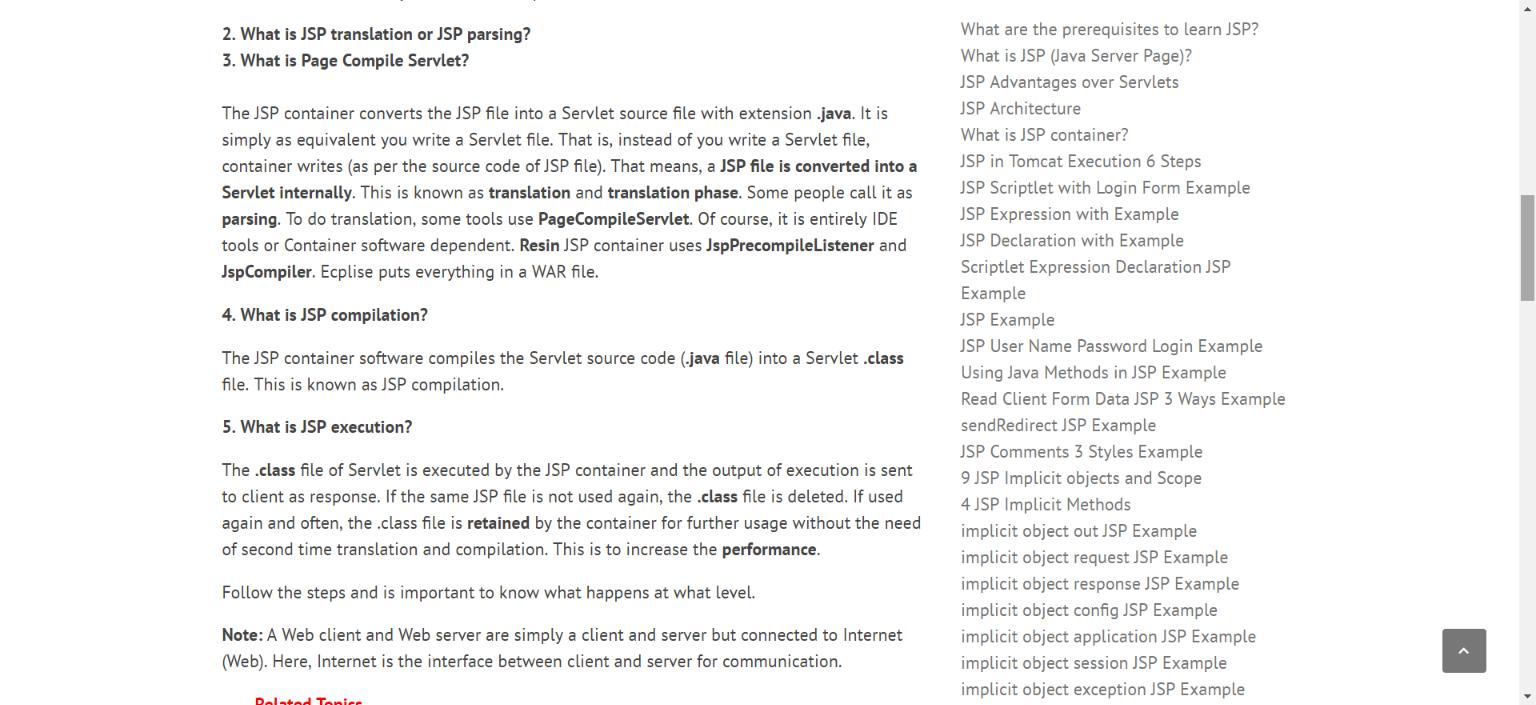 2. What is JSP translation or JSP parsing?
3. What is Page Compile Servlet?
The JSP container converts the JSP file into a Servlet source file with extension .java. It is
simply as equivalent you write a Servlet file. That is, instead of you write a Servlet file,
container writes (as per the source code of JSP file). That means, a JSP file is converted into a
Servlet internally. This is known as translation and translation phase. Some people call it as
parsing. To do translation, some tools use PageCompileServlet. Of course, it is entirely IDE
tools or Container software dependent. Resin JSP container uses JspPrecompileListener and
JspCompiler. Ecplise puts everything in a WAR file.
4. What is JSP compilation?
The JSP container software compiles the Servlet source code (.java file) into a Servlet .class
file. This is known as JSP compilation.
5. What is JSP execution?
The .class file of Servlet is executed by the JSP container and the output of execution is sent
to client as response. If the same JSP file is not used again, the .class file is deleted. If used
again and often, the .class file is retained by the container for further usage without the need
of second time translation and compilation. This is to increase the performance.
Follow the steps and is important to know what happens at what level.
Note: A Web client and Web server are simply a client and server but connected to Internet
(Web). Here, Internet is the interface between client and server for communication.
Related Topics
What are the prerequisites to learn JSP?
What is JSP (Java Server Page)?
JSP Advantages over Servlets
JSP Architecture
What is JSP container?
JSP in Tomcat Execution 6 Steps
JSP Scriptlet with Login Form Example
JSP Expression with Example
JSP Declaration with Example
Scriptlet Expression Declaration JSP
Example
JSP Example
JSP User Name Password Login Example
Using Java Methods in JSP Example
Read Client Form Data JSP 3 Ways Example
sendRedirect JSP Example
JSP Comments 3 Styles Example
9 JSP Implicit objects and Scope
4 JSP Implicit Methods
implicit object out JSP Example
implicit object request JSP Example
implicit object response JSP Example
implicit object config JSP Example
implicit object application JSP Example
implicit object session JSP Example
implicit object exception JSP Example